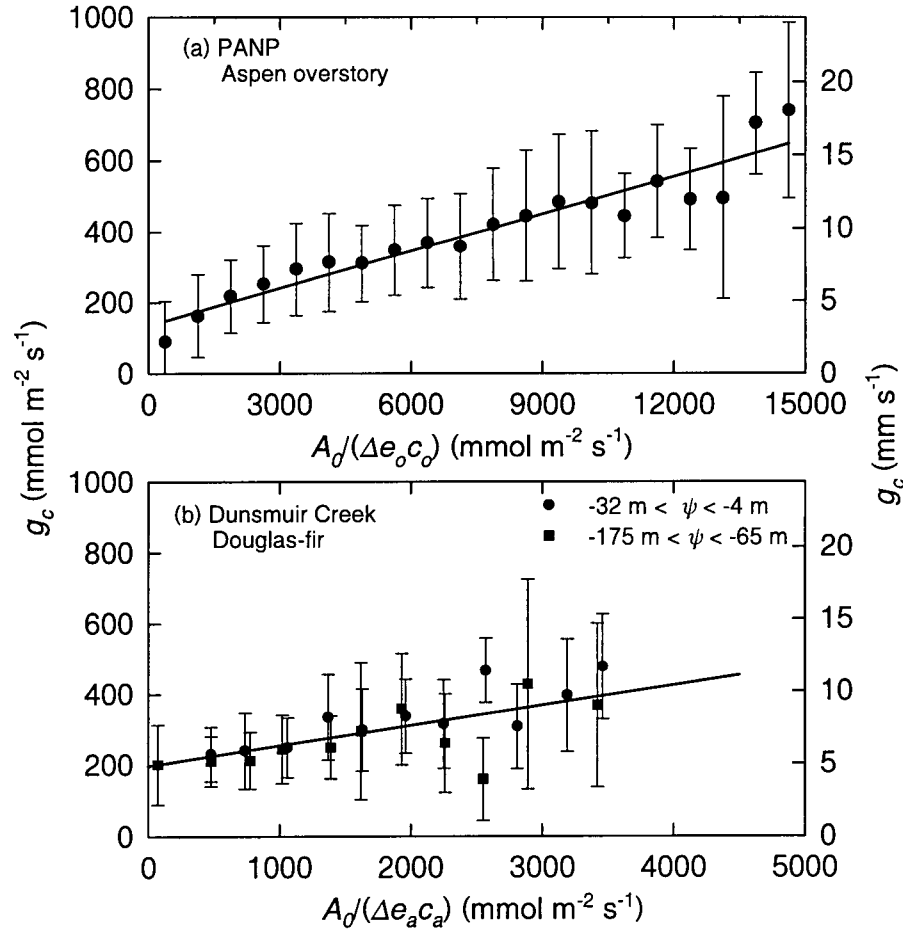 1000
800
600
400
200
0
(a) PANP
Aspen overstory
20
15
10
5
0
0 3000 6000 9000 12000 15000
A₀/(Δeₒcₒ) (mmol m⁻² s⁻¹)
g_c (mmol m⁻² s⁻¹)
g_c (mm s⁻¹)
1000
800
600
400
200
0
(b) Dunsmuir Creek
Douglas-fir
-32 m < ψ < -4 m
-175 m < ψ < -65 m
20
15
10
5
0
0 1000 2000 3000 4000 5000
A₀/(Δeₐcₐ) (mmol m⁻² s⁻¹)